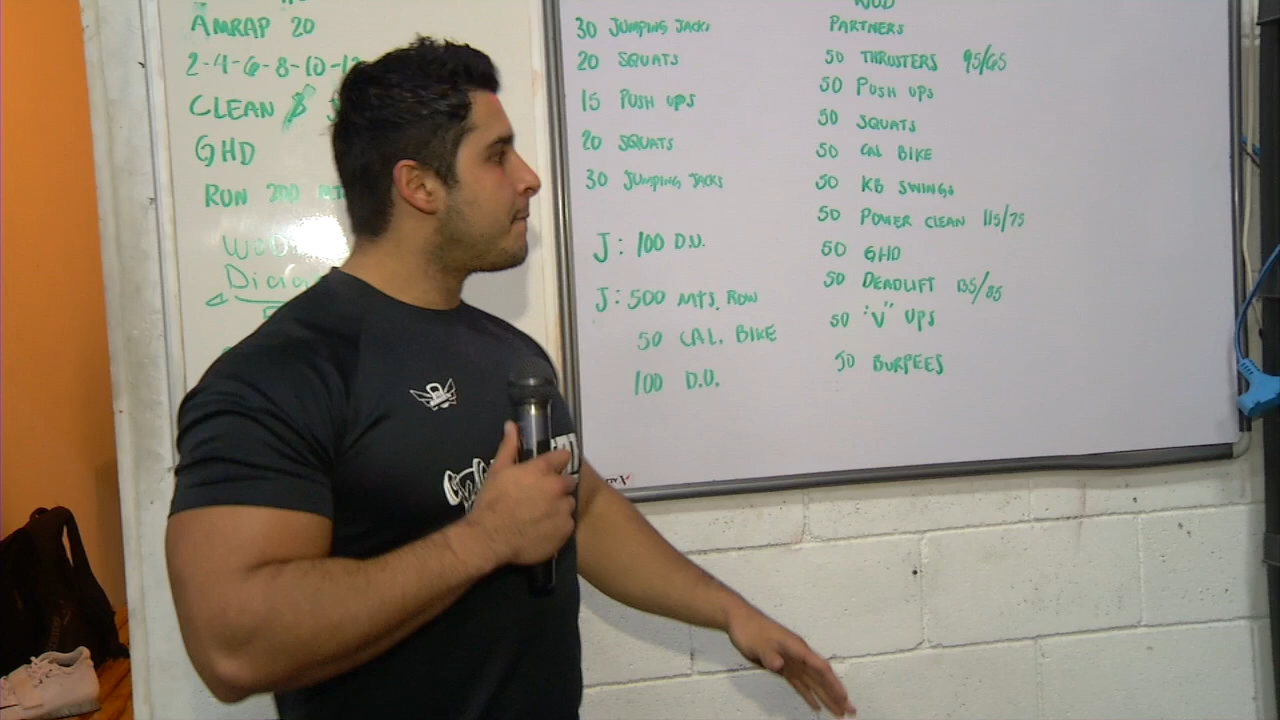 AMRAP 20
2-4-6-8-10-12
CLEAN &
GHD
RUN 200
WOD
30 JUMPING JACKS
20 SQUATS
15 PUSH UPS
20 SQUATS
30 JUMPING JACKS
J: 100 D.U.
J: 500 MTS. ROW
50 CAL. BIKE
100 D.U.
WOD
PARTNERS
50 THRUSTERS 95/65
50 PUSH UPS
50 SQUATS
50 CAL BIKE
50 KB SWINGS
50 POWER CLEAN 115/75
50 GHD
50 DEADLIFT 135/85
50 "V" UPS
50 BURPEES